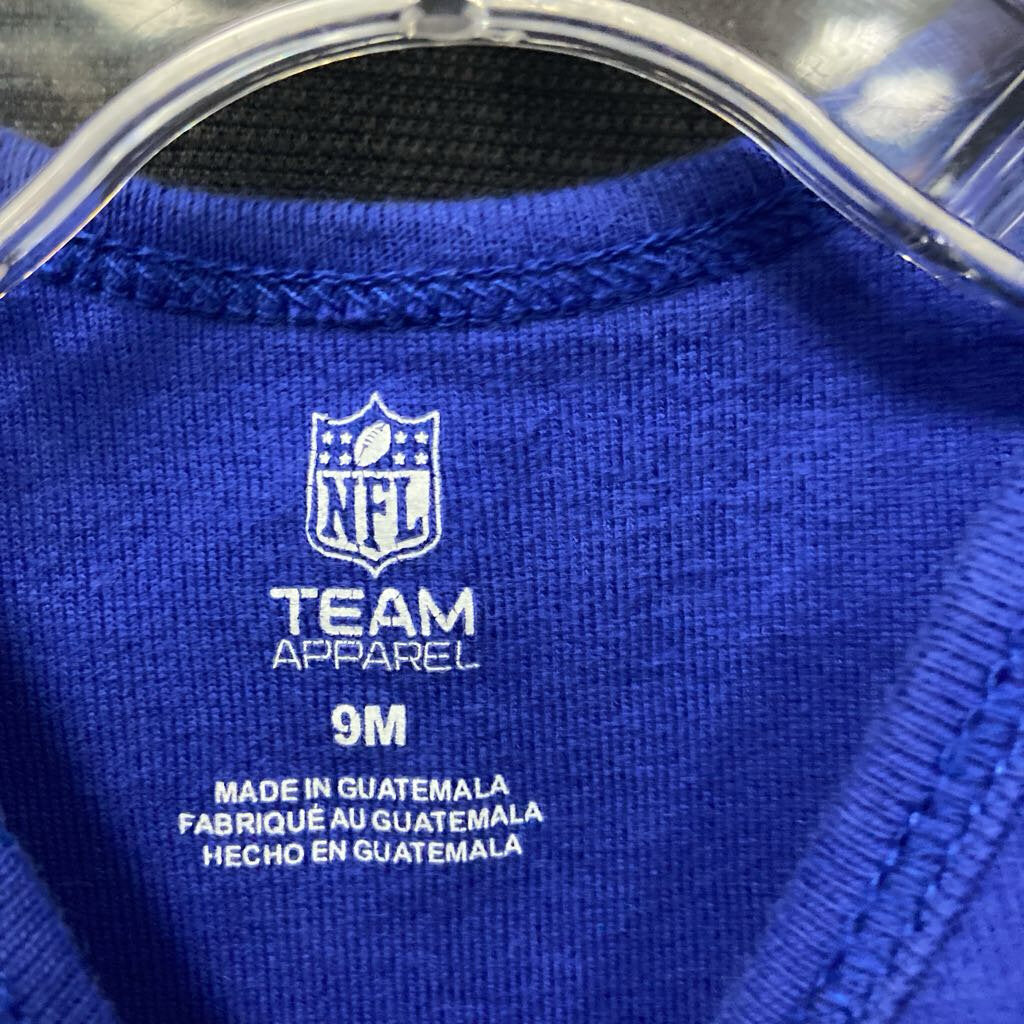 NFL
TEAM
APPAREL
9M
MADE IN GUATEMALA
FABRIQUÉ AU GUATEMALA
HECHO EN GUATEMALA